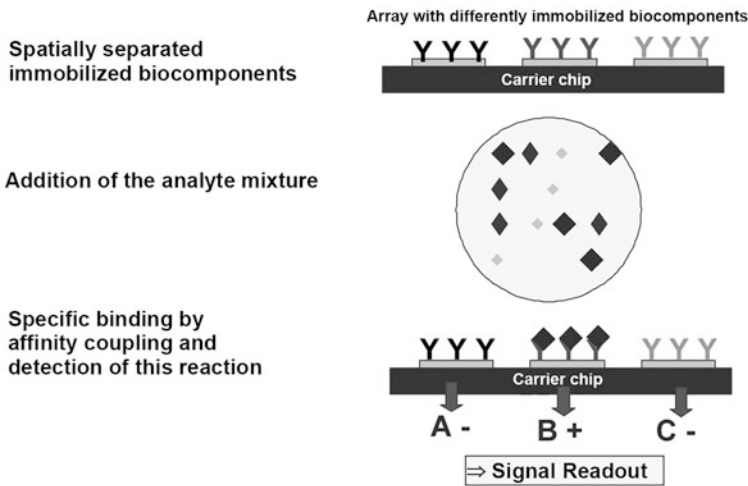 Array with differently immobilized biocomponents
Spatially separated
immobilized biocomponents
Carrier chip
Addition of the analyte mixture
Specific binding by
affinity coupling and
detection of this reaction
Carrier chip
A - B + C -
⇒ Signal Readout